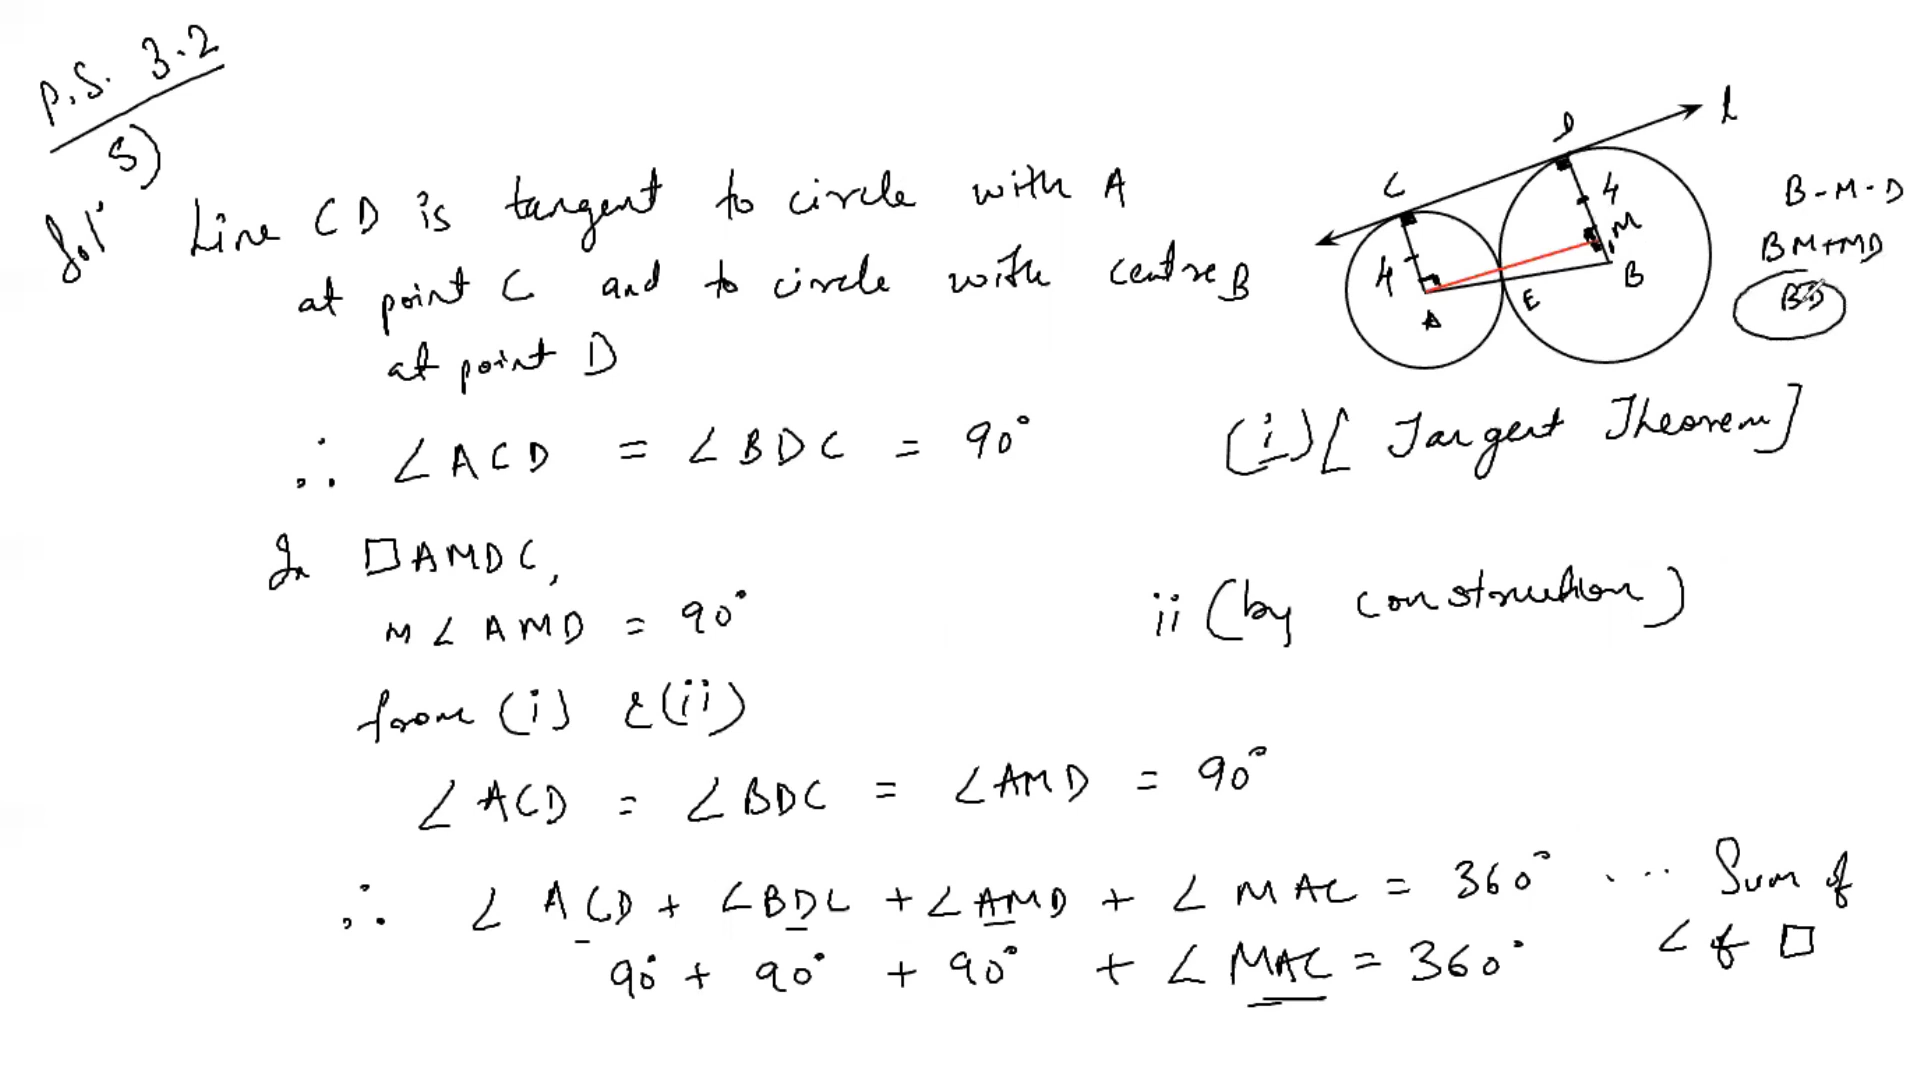 P.S. 3.2
5)
Sol' Line CD is tangent to circle with A
at point C and to circle with centre B
at point D
∴ ∠ACD = ∠BDC = 90° (i) [Tangent Theorem]
In □AMDC,
m∠AMD = 90° ii (by construction)
from (i) & (ii)
∠ACD = ∠BDC = ∠AMD = 90°
∴ ∠ACD + ∠BDC + ∠AMD + ∠MAC = 360° ... Sum of
∠ of □
90° + 90° + 90° + ∠MAC = 360°
l
D
C
4
M
4
B
E
A
B-M-D
BM+MD
BD